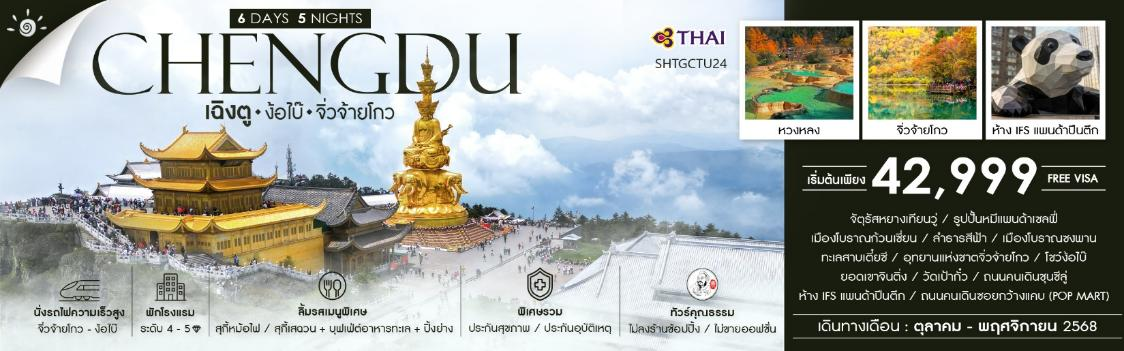 6 DAYS 5 NIGHTS
CHENGDU
เฉิงตู • ง้อไบ๊ • จิ่วจ้ายโกว
THAI
SHTGCTU24
หวงหลง
จิ่วจ้ายโกว
ห้าง IFS แพนด้าปีนตึก
เริ่มต้นเพียง 42,999 FREE VISA
จัตุรัสหยางเทียนวู่ / รูปปั้นหมีแพนด้าเซลฟี่
เมืองโบราณก้วนเซี่ยน / ลำธารสีฟ้า / เมืองโบราณซงพาน
ทะเลสาบเตี๋ยซี / อุทยานแห่งชาติจิ่วจ้ายโกว / โชว์ง้อไบ๊
ยอดเขาจินติ่ง / วัดเป้ากั๋ว / ถนนคนเดินชุนซีลู่
ห้าง IFS แพนด้าปีนตึก / ถนนคนเดินซอยกว้างแคบ (POP MART)
เดินทางเดือน : ตุลาคม - พฤศจิกายน 2568
นั่งรถไฟความเร็วสูง
จิ่วจ้ายโกว - ง้อไบ๊
พักโรงแรม
ระดับ 4 - 5
ลิ้มรสเมนูพิเศษ
สุกี้หม้อไฟ / สุกี้เสฉวน + บุฟเฟ่ต์อาหารทะเล + ปิ้งย่าง
พิเศษรวม
ประกันสุขภาพ / ประกันอุบัติเหตุ
ทัวร์คุณธรรม
ไม่ลงร้านช้อปปิ้ง / ไม่ขายออฟชั่น